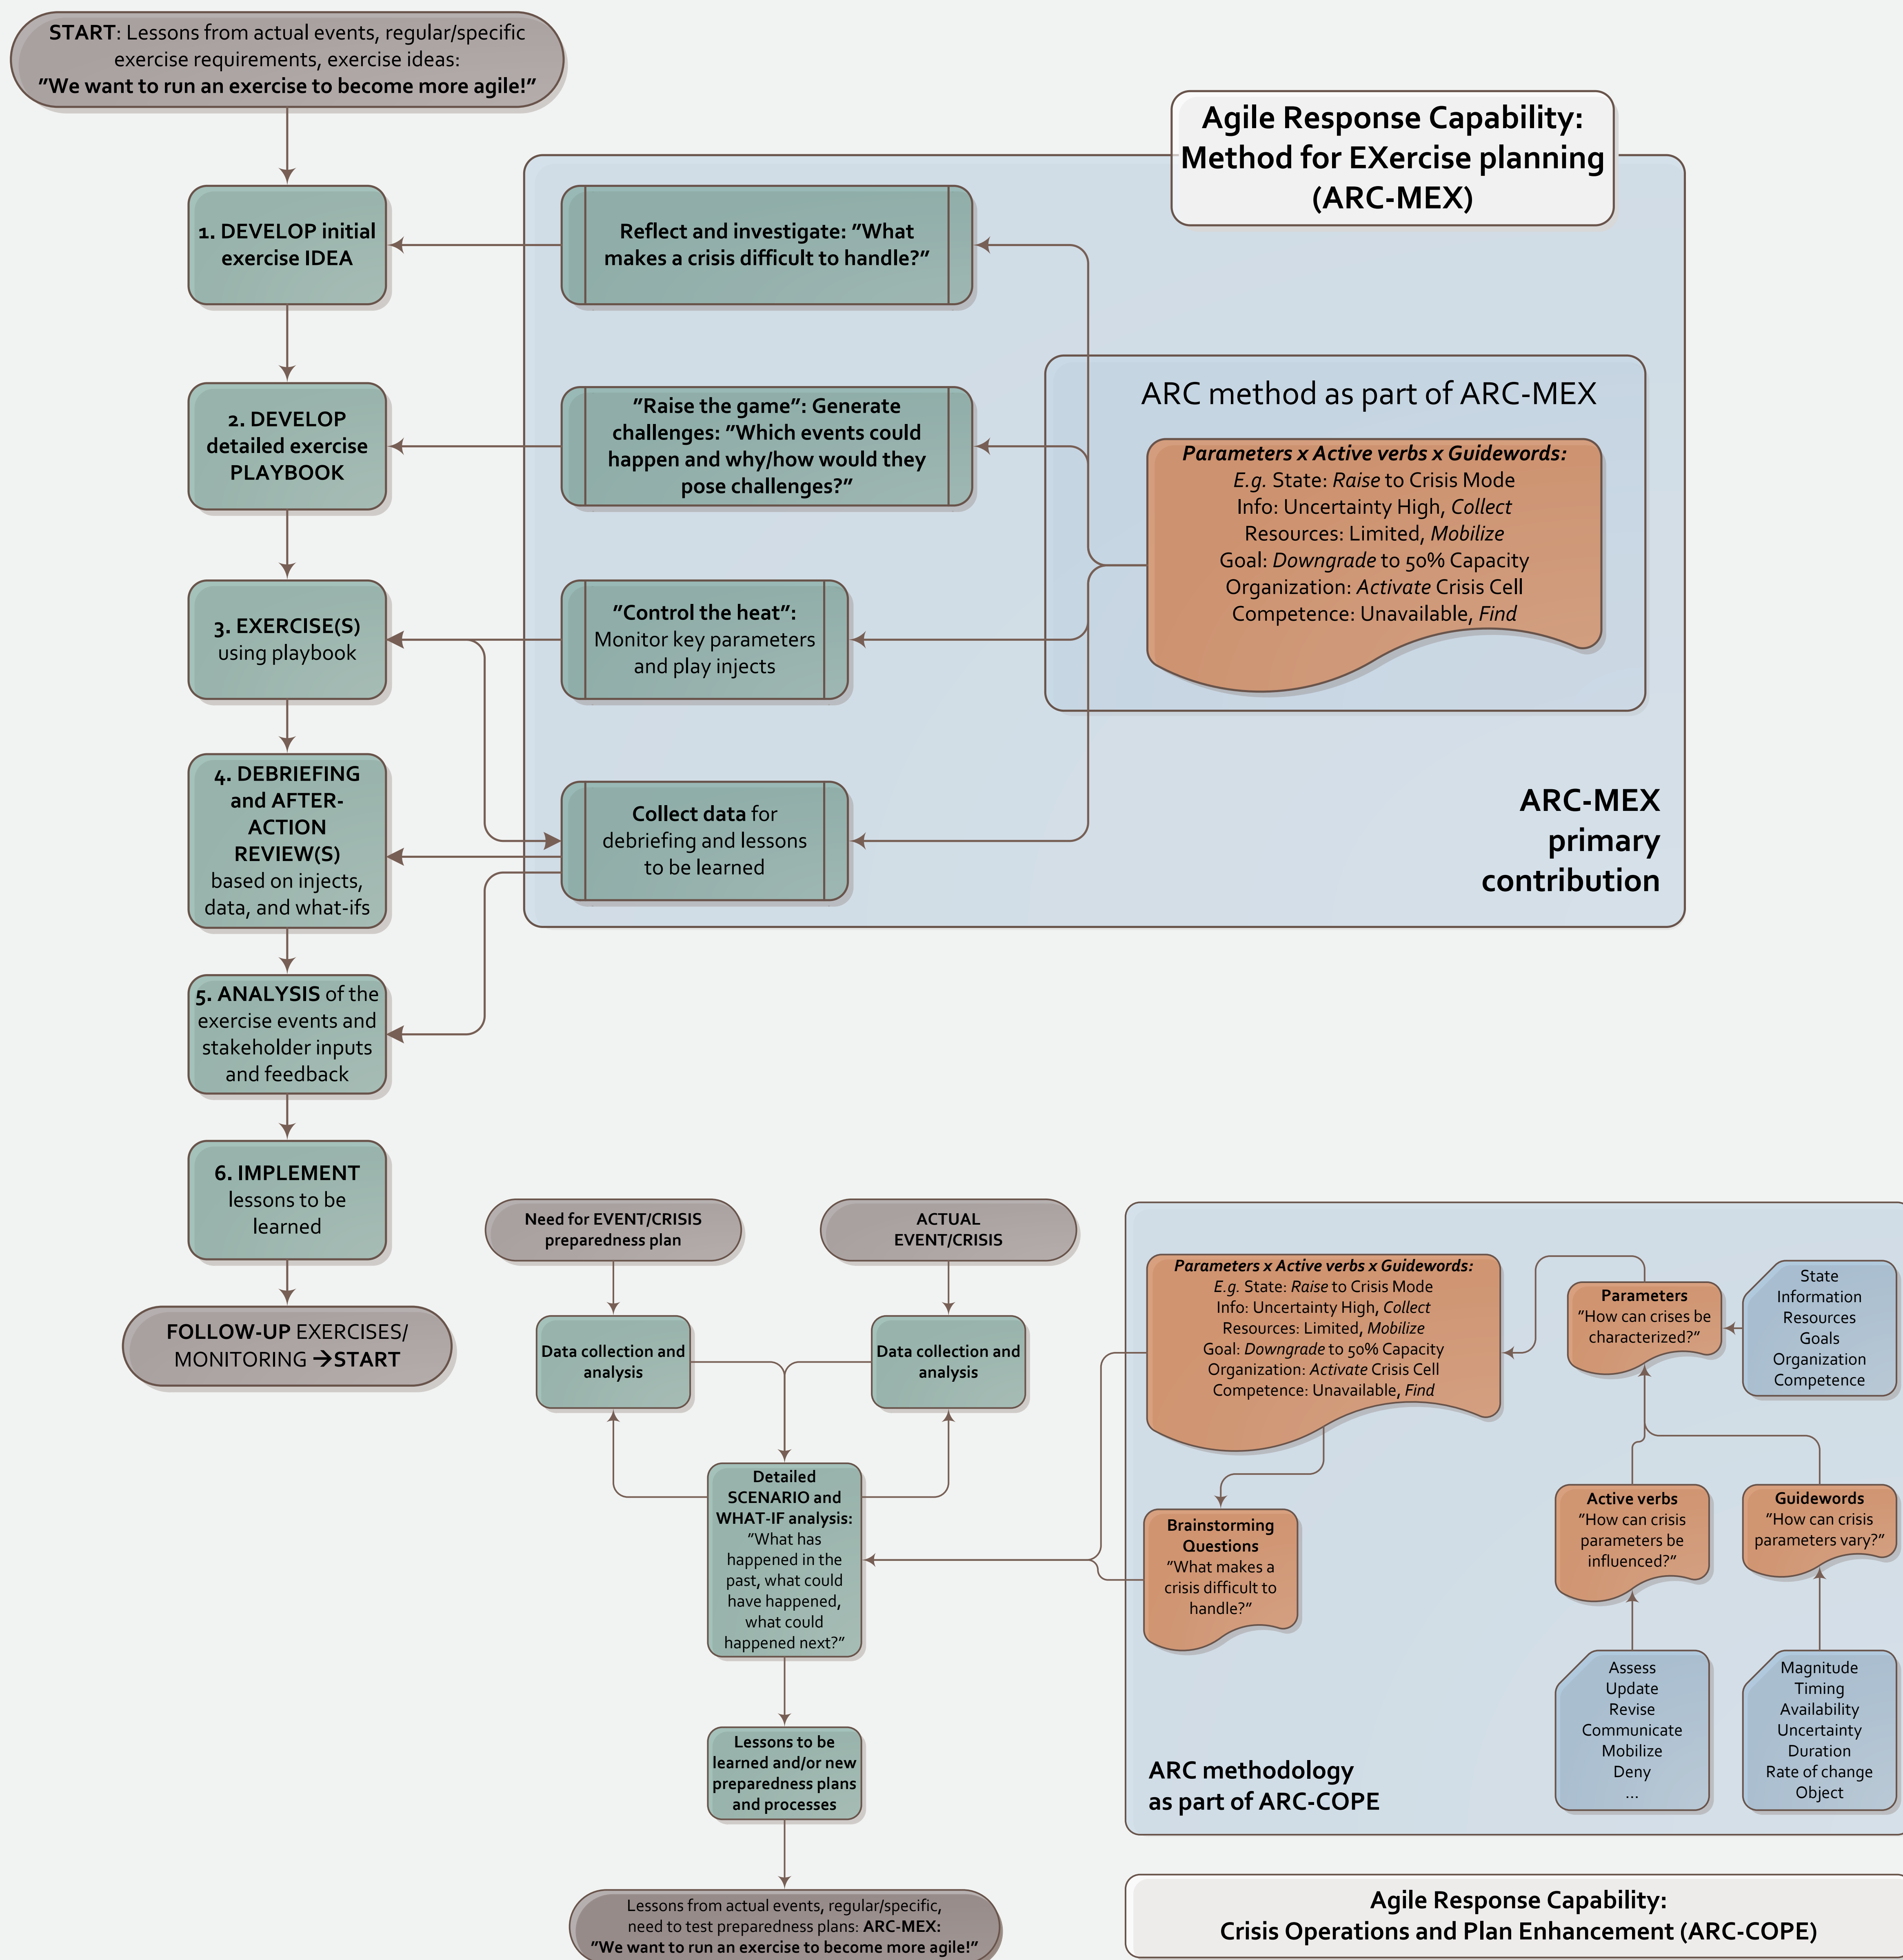 START: Lessons from actual events, regular/specific
exercise requirements, exercise ideas:
"We want to run an exercise to become more agile!"
Agile Response Capability:
Method for EXercise planning
(ARC-MEX)
1. DEVELOP initial
exercise IDEA
Reflect and investigate: "What
makes a crisis difficult to handle?"
2. DEVELOP
detailed exercise
PLAYBOOK
"Raise the game": Generate
challenges: "Which events could
happen and why/how would they
pose challenges?"
ARC method as part of ARC-MEX
Parameters x Active verbs x Guidewords:
E.g. State: Raise to Crisis Mode
Info: Uncertainty High, Collect
Resources: Limited, Mobilize
Goal: Downgrade to 50% Capacity
Organization: Activate Crisis Cell
Competence: Unavailable, Find
3. EXERCISE(S)
using playbook
"Control the heat":
Monitor key parameters
and play injects
4. DEBRIEFING
and AFTER-
ACTION
REVIEW(S)
based on injects,
data, and what-ifs
Collect data for
debriefing and lessons
to be learned
ARC-MEX
primary
contribution
5. ANALYSIS of the
exercise events and
stakeholder inputs
and feedback
6. IMPLEMENT
lessons to be
learned
FOLLOW-UP EXERCISES/
MONITORING →START
Need for EVENT/CRISIS
preparedness plan
ACTUAL
EVENT/CRISIS
Data collection and
analysis
Data collection and
analysis
Detailed
SCENARIO and
WHAT-IF analysis:
"What has
happened in the
past, what could
have happened,
what could
happened next?"
Lessons to be
learned and/or new
preparedness plans
and processes
Lessons from actual events, regular/specific,
need to test preparedness plans: ARC-MEX:
"We want to run an exercise to become more agile!"
Parameters x Active verbs x Guidewords:
E.g. State: Raise to Crisis Mode
Info: Uncertainty High, Collect
Resources: Limited, Mobilize
Goal: Downgrade to 50% Capacity
Organization: Activate Crisis Cell
Competence: Unavailable, Find
Parameters
"How can crises be
characterized?"
State
Information
Resources
Goals
Organization
Competence
Brainstorming
Questions
"What makes a
crisis difficult to
handle?"
Active verbs
"How can crisis
parameters be
influenced?"
Guidewords
"How can crisis
parameters vary?"
Assess
Update
Revise
Communicate
Mobilize
Deny
...
Magnitude
Timing
Availability
Uncertainty
Duration
Rate of change
Object
ARC methodology
as part of ARC-COPE
Agile Response Capability:
Crisis Operations and Plan Enhancement (ARC-COPE)